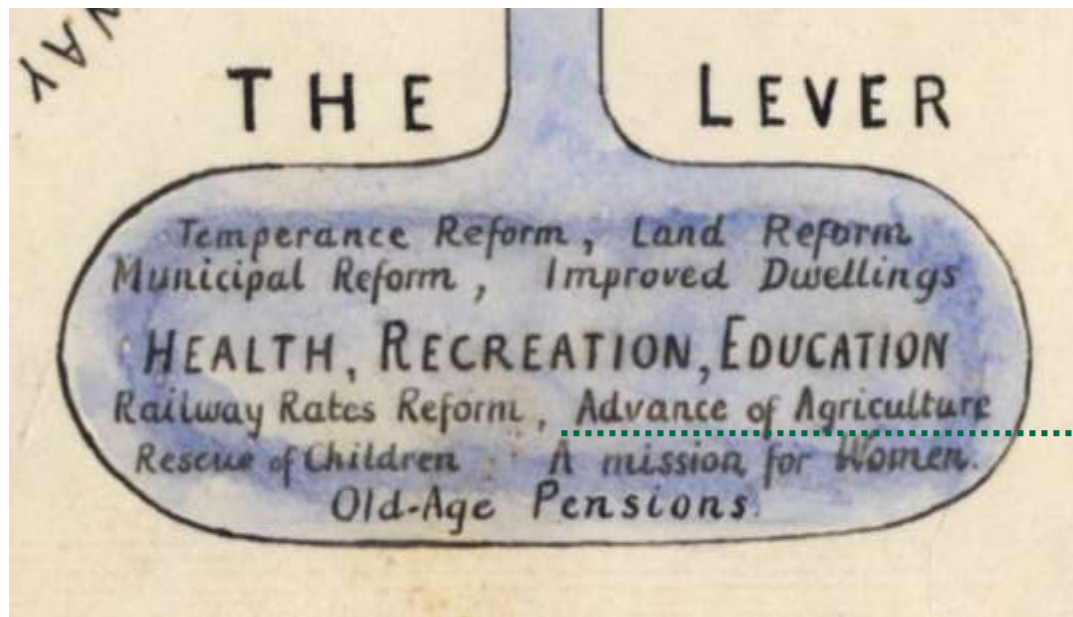 WAY
THE LEVER
Temperance Reform, Land Reform
Municipal Reform, Improved Dwellings
HEALTH, RECREATION, EDUCATION
Railway Rates Reform, Advance of Agriculture
Rescue of Children A mission for Women.
Old-Age Pensions.